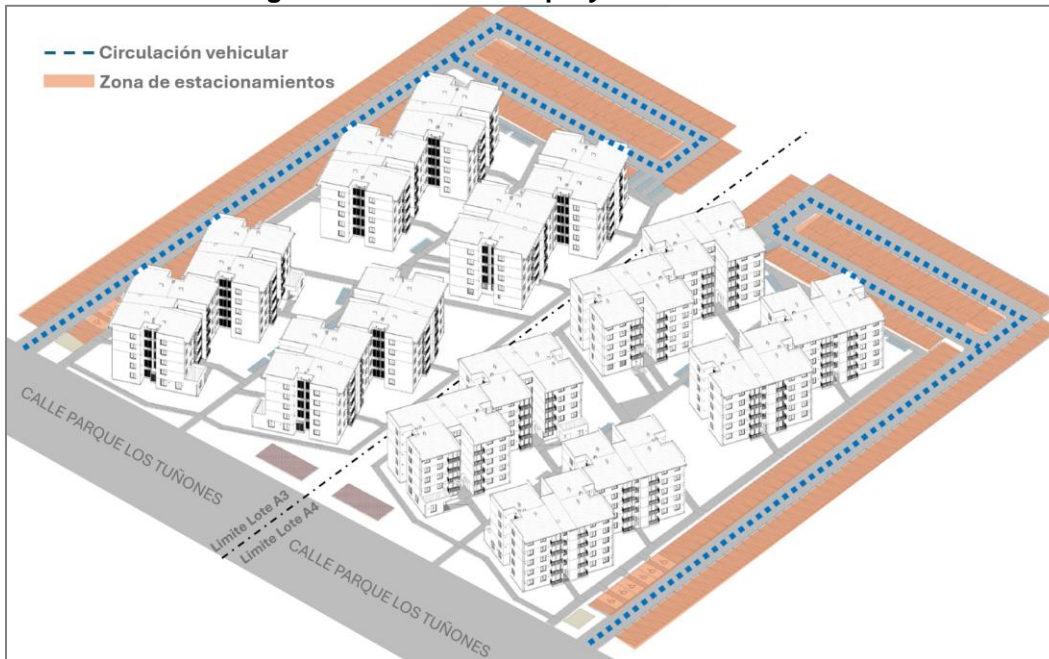 Circulación vehicular
Zona de estacionamientos
CALLE PARQUE LOS TUÑONES
Limite Lote A3
Limite Lote A4
CALLE PARQUE LOS TUÑONES